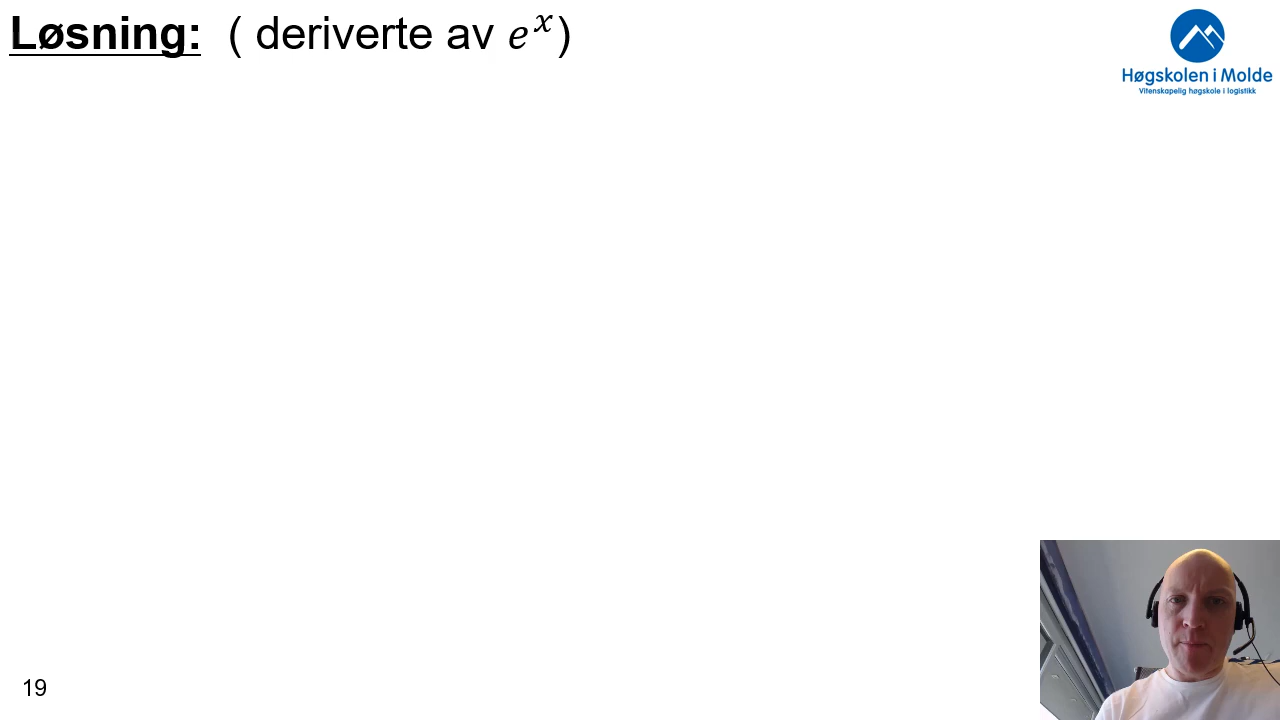 Løsning: ( deriverte av eˣ)
Høgskolen i Molde
Vitenskapelig høgskole i logistikk
19